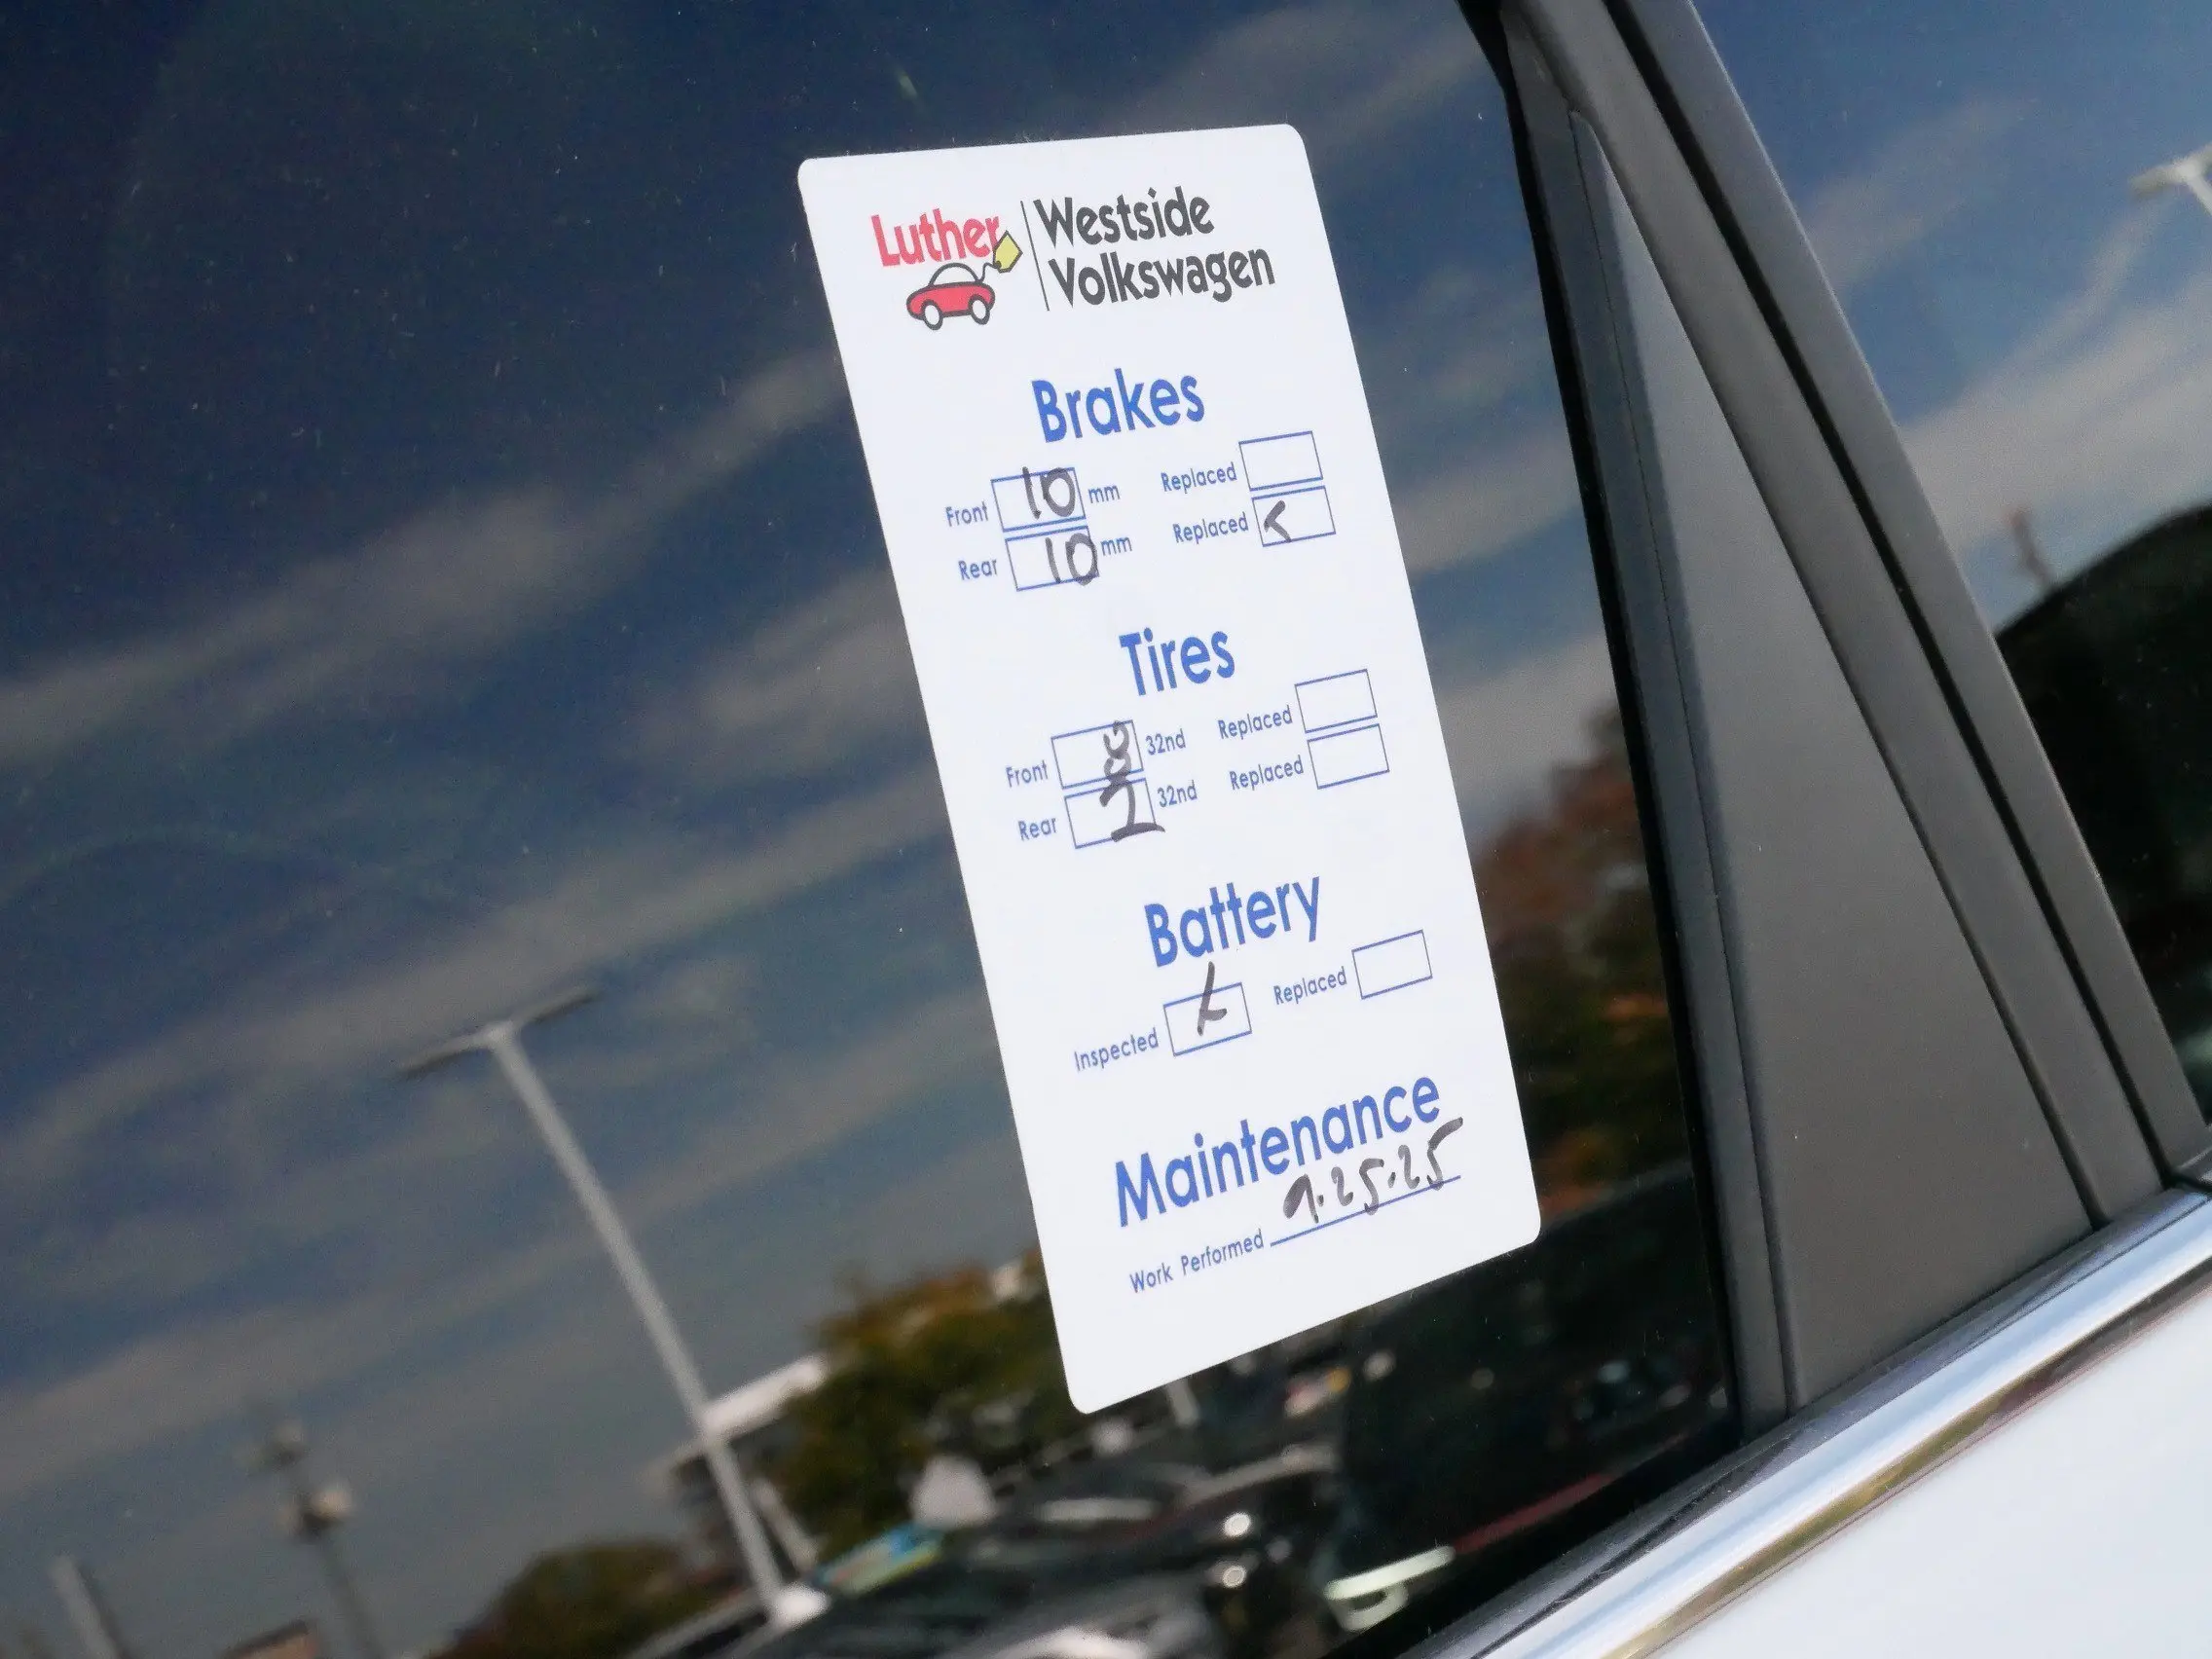 Luther Westside
Volkswagen
Brakes
Front 10 mm Replaced
Rear 10 mm Replaced
Tires
Front 8 32nd Replaced
Rear 32nd Replaced
Battery
Inspected X Replaced
Maintenance
Work Performed 9.25.25